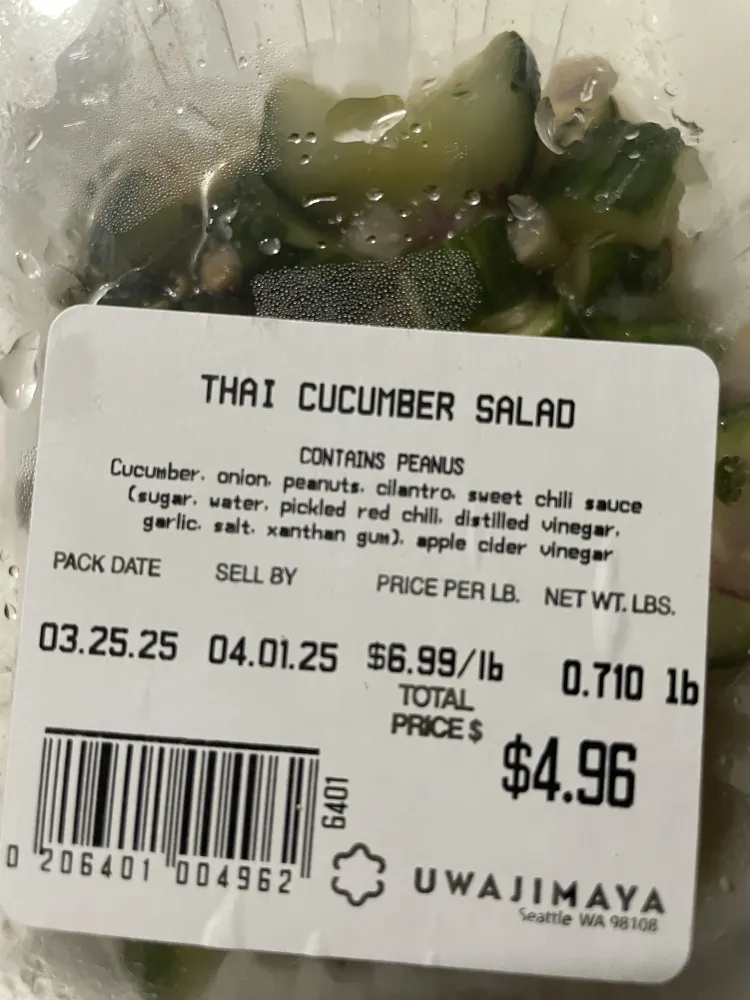 THAI CUCUMBER SALAD
CONTAINS PEANUS
Cucumber, onion, peanuts, cilantro, sweet chili sauce
(sugar, water, pickled red chili, distilled vinegar,
garlic, salt, xanthan gum), apple cider vinegar
PACK DATE SELL BY PRICE PER LB. NET WT. LBS.
03.25.25 04.01.25 $6.99/lb 0.710 lb
TOTAL
PRICE $ $4.96
6401
0 206401 004962
UWAJIMAYA
Seattle WA 98108